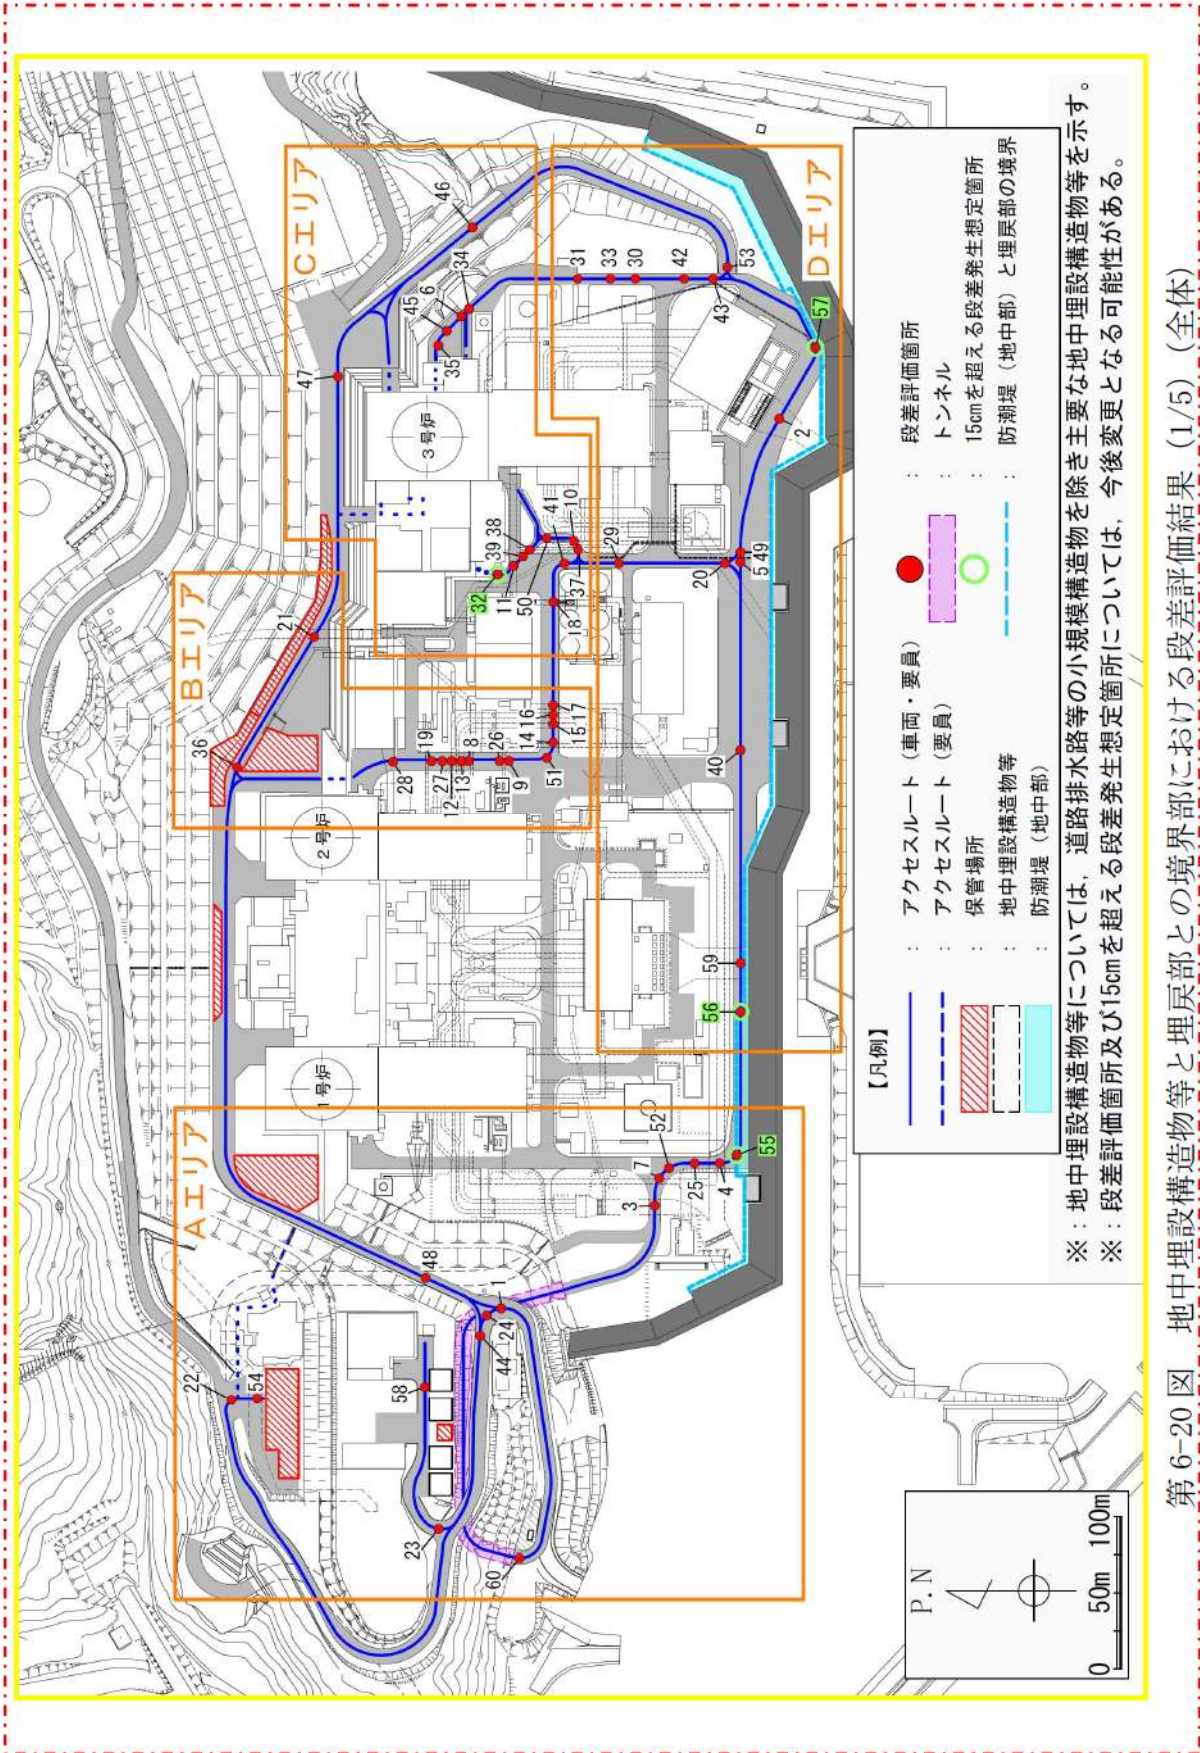 Aエリア
Bエリア
Cエリア
Dエリア
1号炉
2号炉
3号炉
22
54
58
23
60
48
1
24
44
3
7
52
25
4
55
36
21
47
46
28
19
27
12
13
8
26
9
51
14
16
15
17
18
37
50
11
32
39
38
41
10
29
20
5
49
40
59
56
35
45
6
34
31
33
30
42
43
53
57
2
【凡例】
: アクセスルート（車両・要員）
: アクセスルート（要員）
: 保管場所
: 地中埋設構造物等
: 防潮堤（地中部）
: 段差評価箇所
: トンネル
: 15cmを超える段差発生想定箇所
: 防潮堤（地中部）と埋戻部の境界
※：地中埋設構造物等については，道路排水路等の小規模構造物を除き主要な地中埋設構造物等を示す。
※：段差評価箇所及び15cmを超える段差発生想定箇所については，今後変更となる可能性がある。
P.N
0 50m 100m
第 6-20 図 地中埋設構造物等と埋戻部との境界部における段差評価結果（1/5）（全体）